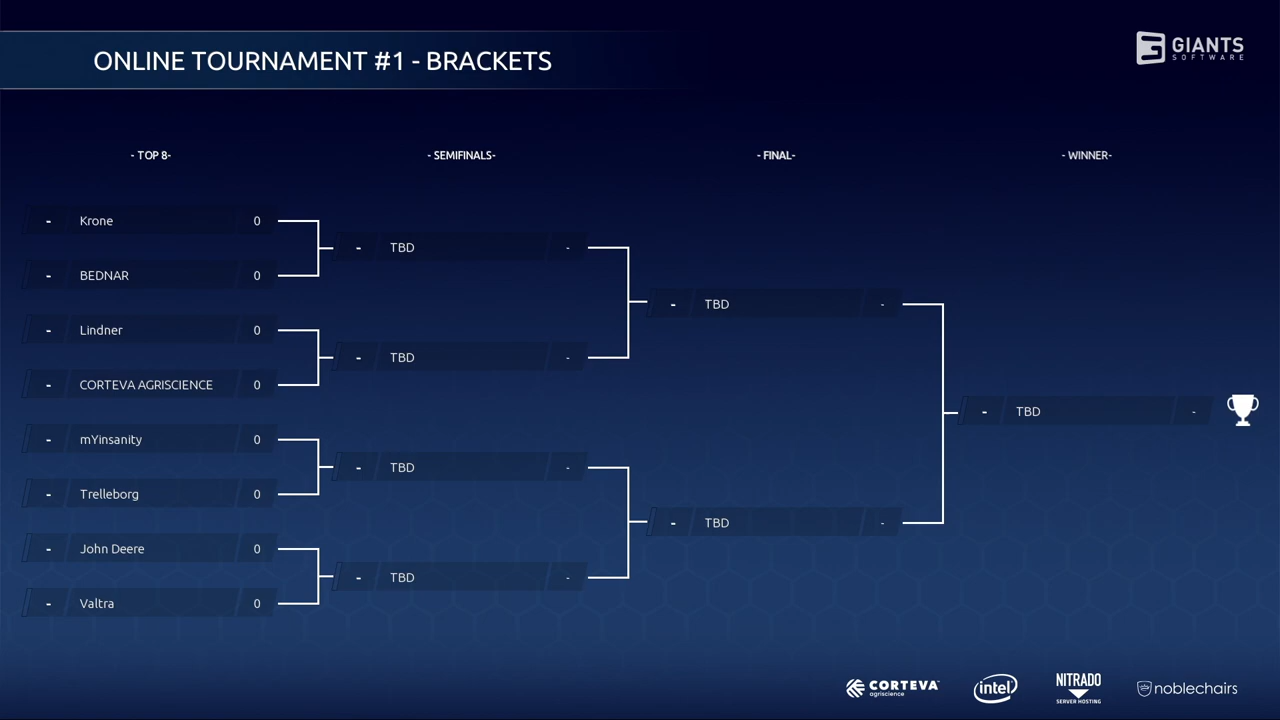 ONLINE TOURNAMENT #1 - BRACKETS
GIANTS
SOFTWARE
- TOP 8-
- SEMIFINALS-
- FINAL-
- WINNER-
- Krone 0
- BEDNAR 0
- Lindner 0
- CORTEVA AGRISCIENCE 0
- mYinsanity 0
- Trelleborg 0
- John Deere 0
- Valtra 0
- TBD -
- TBD -
- TBD -
- TBD -
- TBD -
- TBD -
- TBD -
CORTEVA
agriscience
intel
NITRADO
SERVER HOSTING
noblechairs